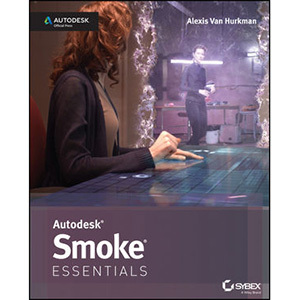 AUTODESK
Official Press
Alexis Van Hurkman
Autodesk®
Smoke®
ESSENTIALS
SYBEX
A Wiley Brand